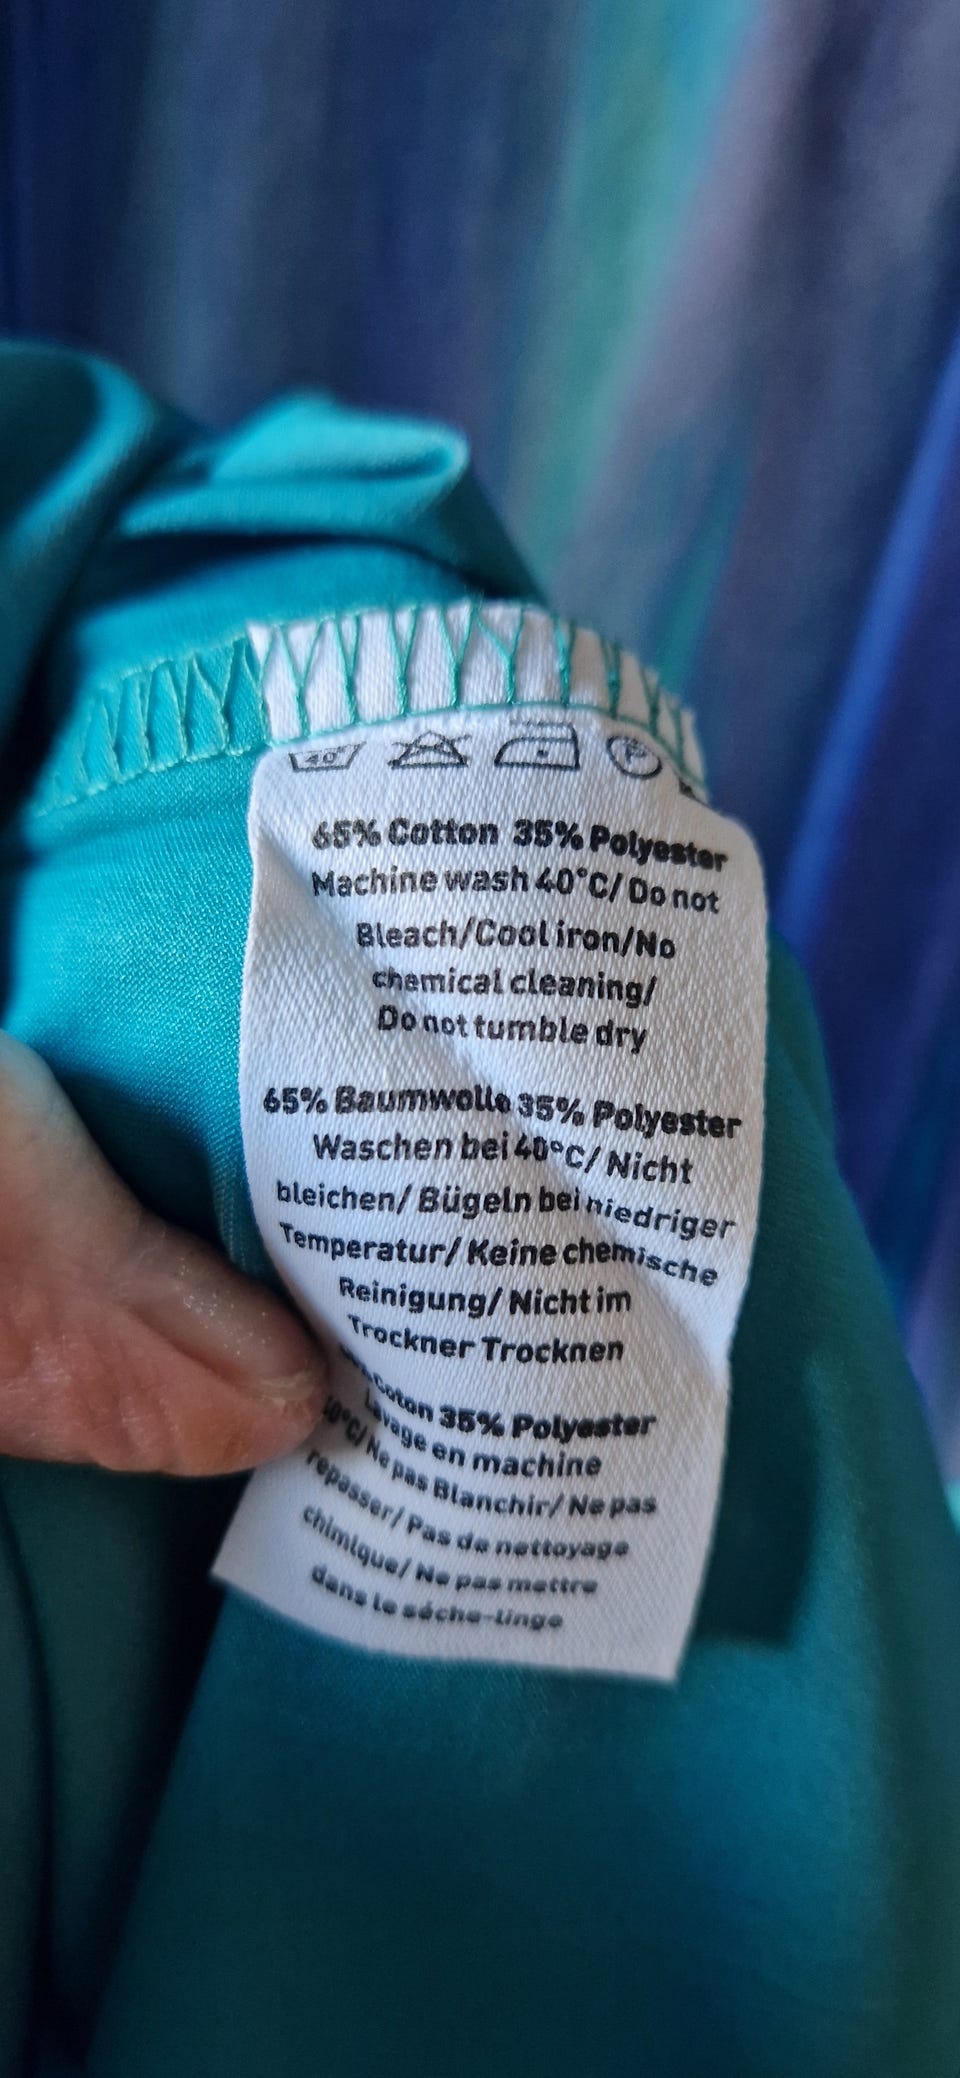 40
P
65% Cotton 35% Polyester
Machine wash 40°C/ Do not
Bleach/Cool iron/No
chemical cleaning/
Do not tumble dry
65% Baumwolle 35% Polyester
Waschen bei 40°C/ Nicht
bleichen/ Bügeln bei niedriger
Temperatur/ Keine chemische
Reinigung/ Nicht im
Trockner Trocknen
Coton 35% Polyester
Lavage en machine
40°C/ Ne pas Blanchir/ Ne pas
repasser/ Pas de nettoyage
chimique/ Ne pas mettre
dans le séche-linge